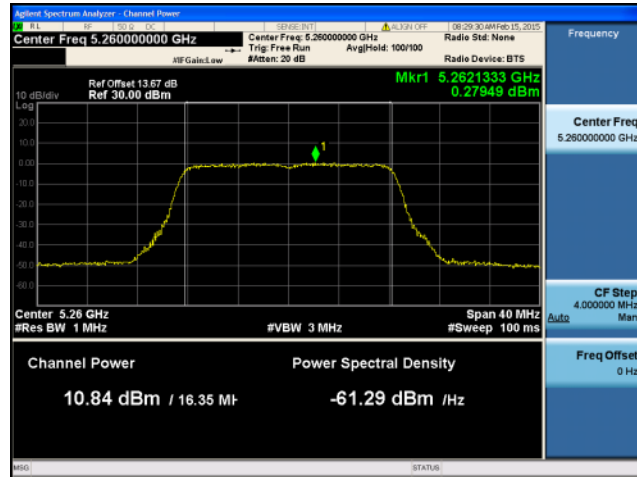 Agilent Spectrum Analyzer - Channel Power
RL RF 50 Ω DC SENSE:INT ALIGN OFF 08:29:30 AM Feb 15, 2015
Center Freq 5.260000000 GHz
Center Freq: 5.260000000 GHz
Radio Std: None
Trig: Free Run Avg|Hold: 100/100
#IFGain:Low #Atten: 20 dB Radio Device: BTS
Ref Offset 13.67 dB
10 dB/div Ref 30.00 dBm
Mkr1 5.2621333 GHz
0.27949 dBm
Log
20.0
10.0
1
0.00
-10.0
-20.0
-30.0
-40.0
-50.0
-60.0
Center 5.26 GHz Span 40 MHz
#Res BW 1 MHz #VBW 3 MHz #Sweep 100 ms
Channel Power Power Spectral Density
10.84 dBm / 16.35 MH -61.29 dBm /Hz
MSG STATUS
Frequency
Center Freq
5.260000000 GHz
CF Step
4.000000 MHz
Auto Man
Freq Offset
0 Hz